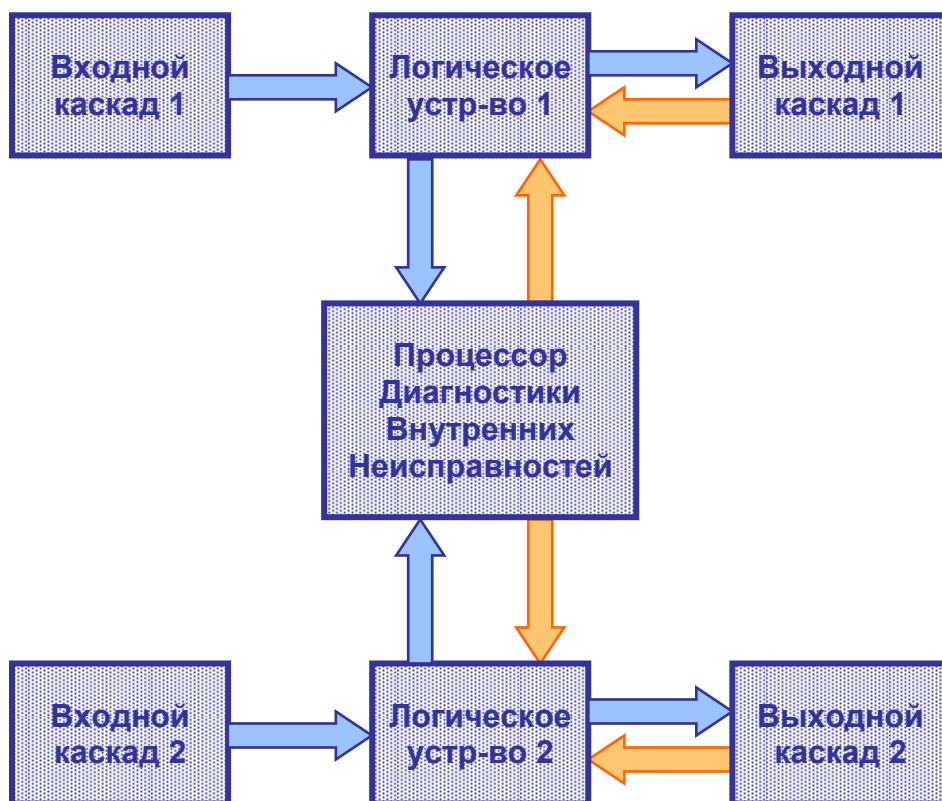 Входной
каскад 1
Логическое
устр-во 1
Выходной
каскад 1
Процессор
Диагностики
Внутренних
Неисправностей
Входной
каскад 2
Логическое
устр-во 2
Выходной
каскад 2